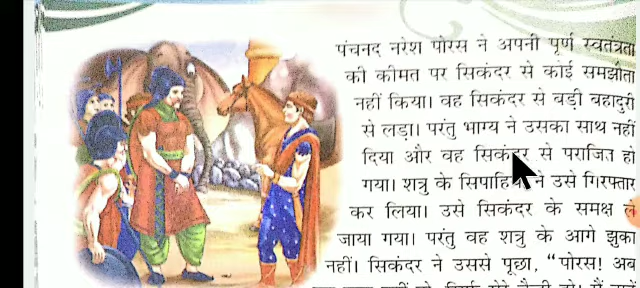 पंचनद नरेश पोरस ने अपनी पूर्ण स्वतंत्रता
की कीमत पर सिकंदर से कोई समझौता
नहीं किया। वह सिकंदर से बड़ी बहादुरी
से लड़ा। परंतु भाग्य ने उसका साथ नहीं
दिया और वह सिकंदर से पराजित हो
गया। शत्रु के ने उसे गिरफ्तार
कर लिया। उसे सिकंदर के समक्ष ले
जाया गया। परंतु वह शत्रु के आगे झुका
नहीं। सिकंदर ने उससे पूछा, “पोरस! अब